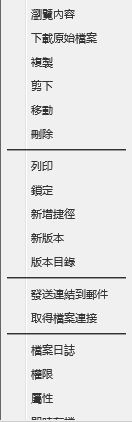 瀏覽內容
下載原始檔案
複製
剪下
移動
刪除
列印
鎖定
新增捷徑
新版本
版本目錄
發送連結到郵件
取得檔案連接
檔案日誌
權限
屬性